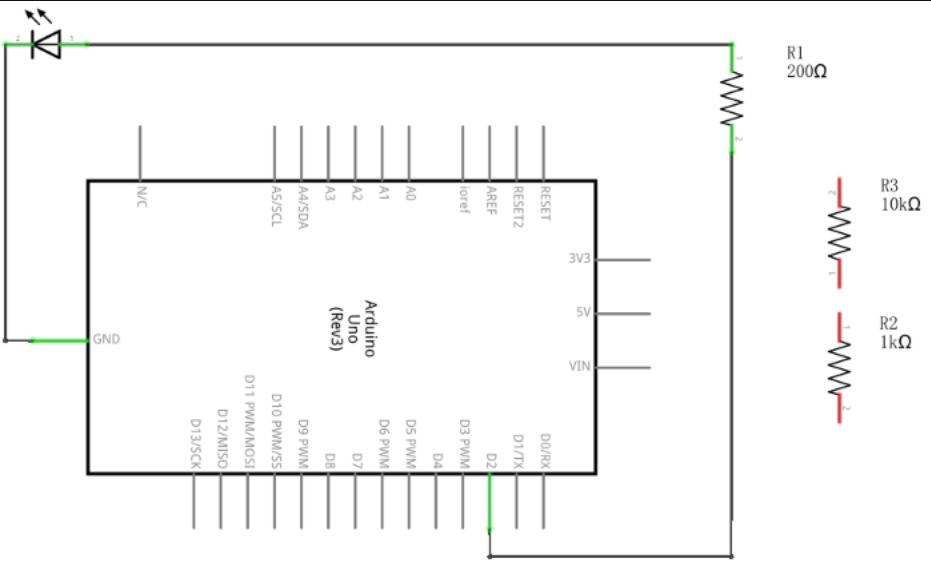 2
1
1
R1
200Ω
2
N/C
A5/SCL
A4/SDA
A3
A2
A1
A0
ioref
AREF
RESET2
RESET
2
R3
10kΩ
1
3V3
5V
VIN
Arduino
Uno
(Rev3)
GND
1
R2
1kΩ
2
D13/SCK
D12/MISO
D11 PWM/MOSI
D10 PWM/SS
D9 PWM
D8
D7
D6 PWM
D5 PWM
D4
D3 PWM
D2
D1/TX
D0/RX